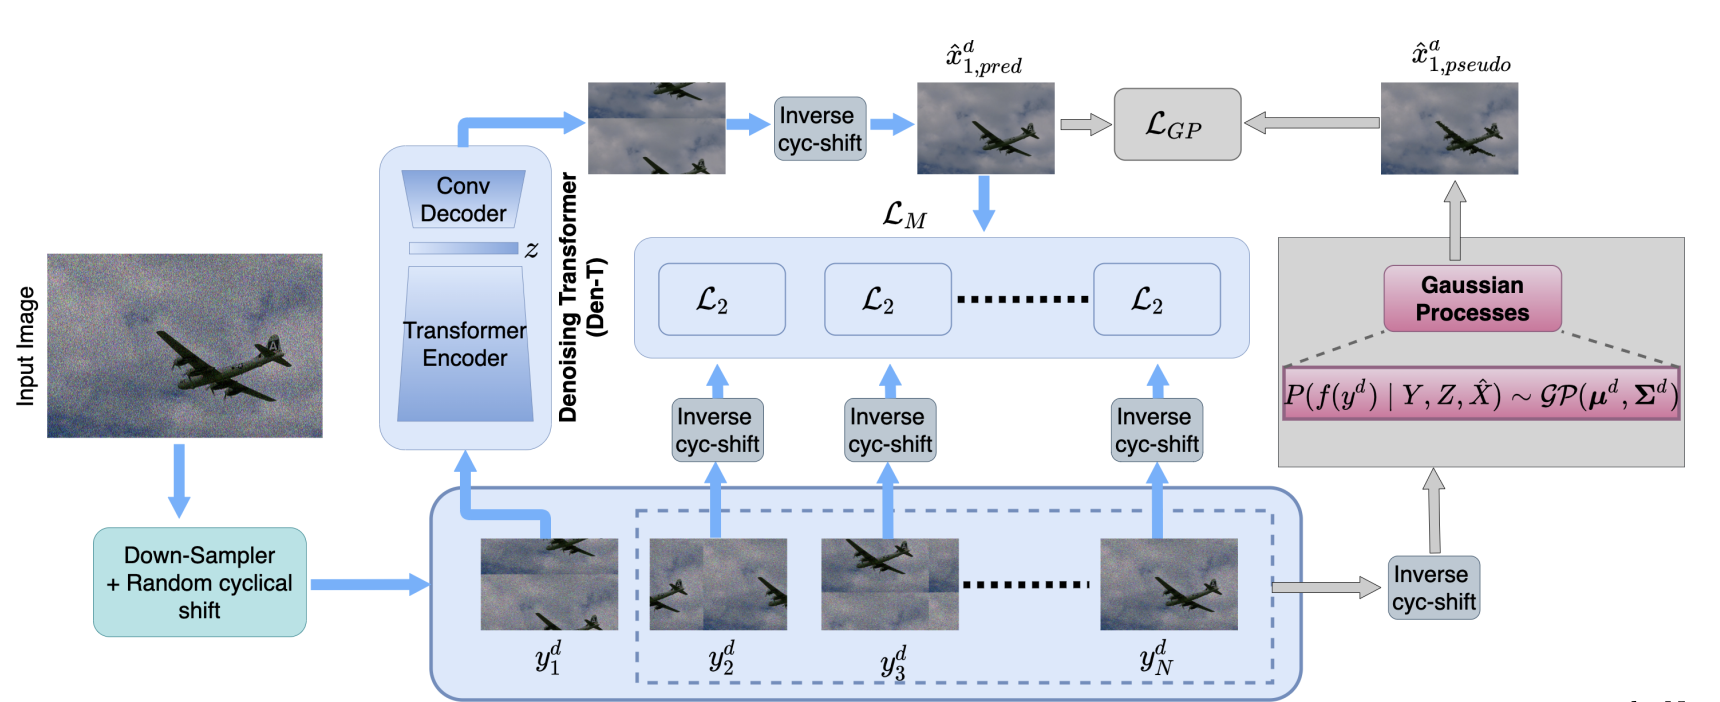 Input Image
Down-Sampler
+ Random cyclical
shift
Conv
Decoder
z
Transformer
Encoder
Denoising Transformer
(Den-T)
Inverse
cyc-shift
$\hat{x}^d_{1,pred}$
$\mathcal{L}_{GP}$
$\hat{x}^a_{1,pseudo}$
$\mathcal{L}_M$
$\mathcal{L}_2$
$\mathcal{L}_2$
$\mathcal{L}_2$
Inverse
cyc-shift
Inverse
cyc-shift
Inverse
cyc-shift
$y^d_1$
$y^d_2$
$y^d_3$
$y^d_N$
Gaussian
Processes
$P(f(y^d) \mid Y, Z, \hat{X}) \sim \mathcal{GP}(\boldsymbol{\mu}^d, \boldsymbol{\Sigma}^d)$
Inverse
cyc-shift